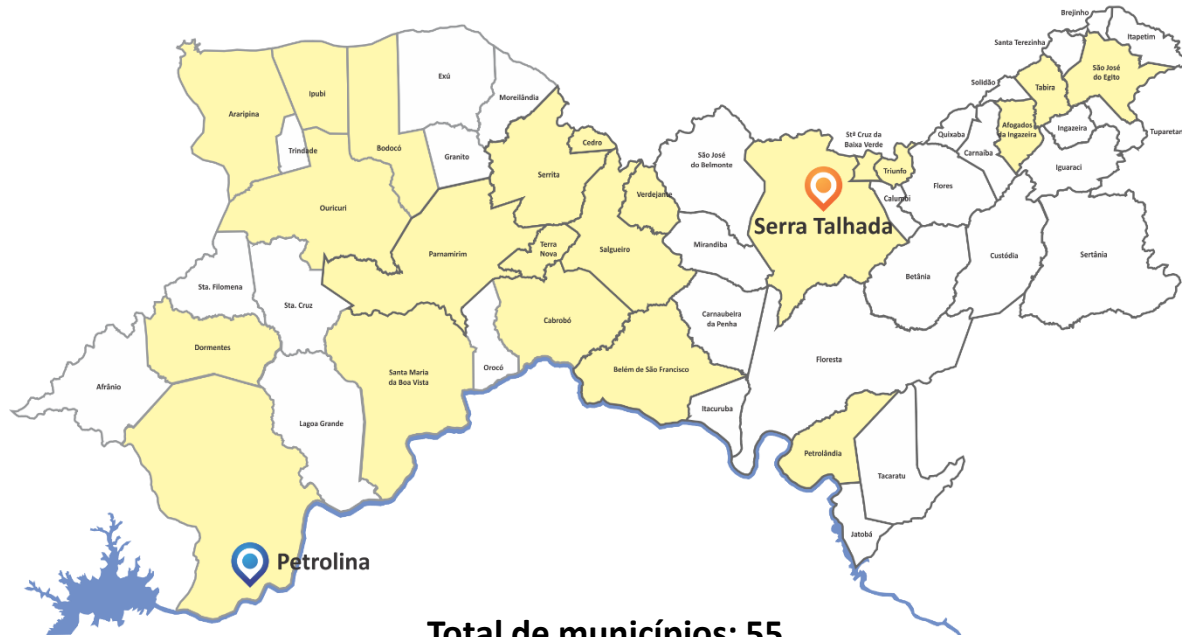 Brejinho
Itapetim
Santa Terezinha
São José
do Egito
Exú
Solidão
Tabira
Ipubi
Moreilândia
Araripina
Afogados
da Ingazeira
Ingazeira
Tuparetama
Stª Cruz da
Baixa Verde
Quixaba
Cedro
Trindade
Bodocó
Granito
São José
do Belmonte
Carnaíba
Iguaraci
Serrita
Triunfo
Flores
Verdejante
Calumbi
Ouricuri
Serra Talhada
Terra
Nova
Salgueiro
Mirandiba
Parnamirim
Custódia
Sertânia
Betânia
Sta. Filomena
Sta. Cruz
Carnaubeira
da Penha
Cabrobó
Dormentes
Floresta
Orocó
Santa Maria
da Boa Vista
Belém de São Francisco
Afrânio
Itacuruba
Lagoa Grande
Petrolândia
Tacaratu
Jatobá
Petrolina
Total de municípios: 55